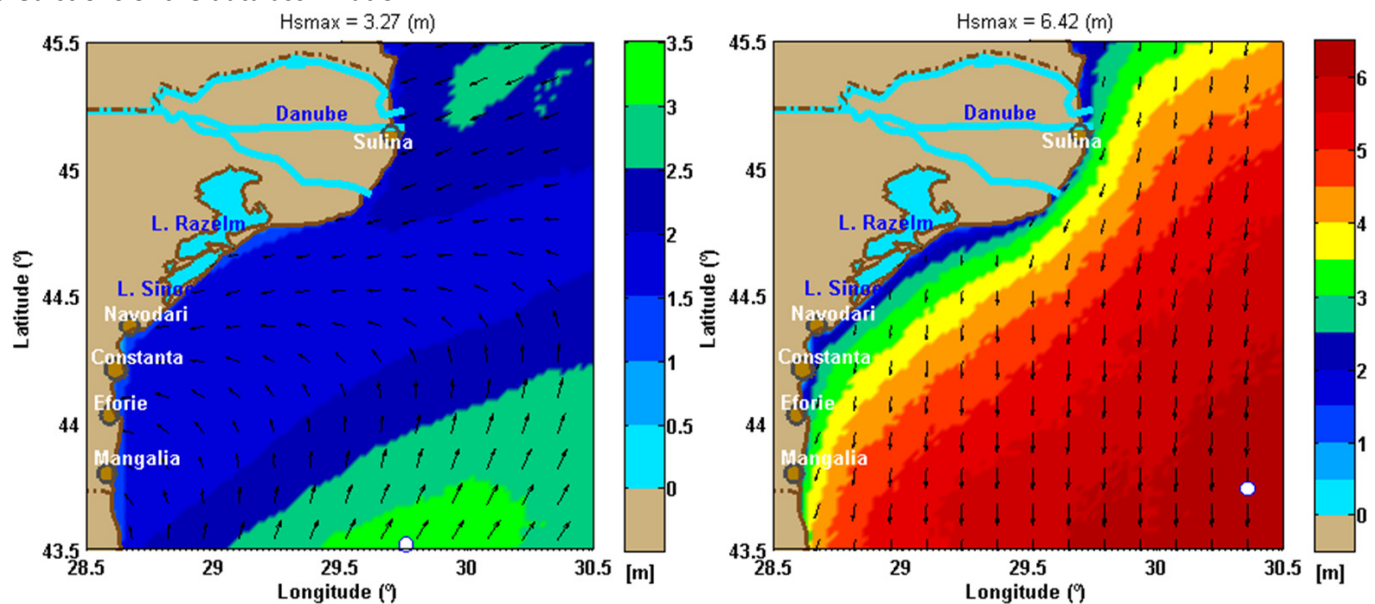 Hsmax = 3.27 (m)
45.5
45
44.5
44
43.5
Latitude (º)
Danube
Sulina
L. Razelm
L. Sinoe
Navodari
Constanta
Eforie
Mangalia
28.5
29
29.5
30
30.5
Longitude (º)
3.5
3
2.5
2
1.5
1
0.5
0
[m]
Hsmax = 6.42 (m)
45.5
45
44.5
44
43.5
Latitude (º)
Danube
Sulina
L. Razelm
L. Sinoe
Navodari
Constanta
Eforie
Mangalia
28.5
29
29.5
30
30.5
Longitude (º)
6
5
4
3
2
1
0
[m]